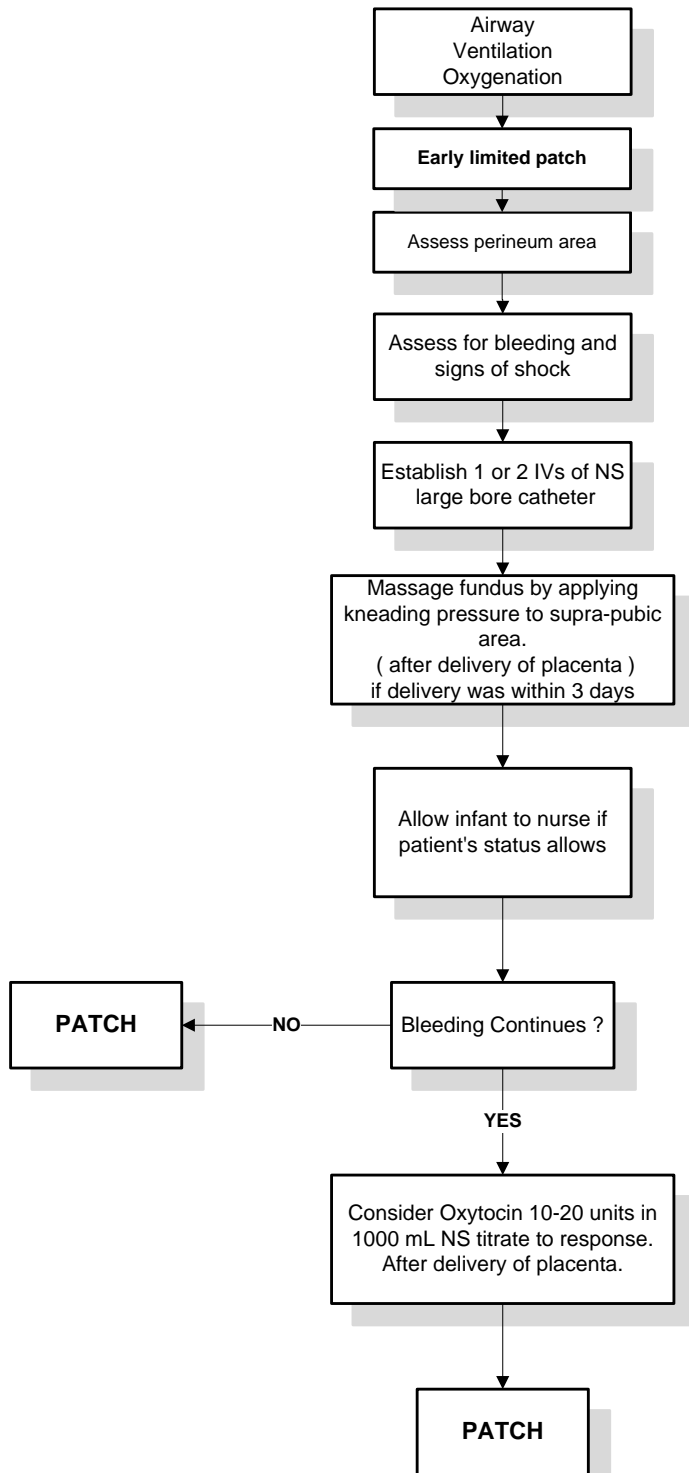 Airway
Ventilation
Oxygenation
Early limited patch
Assess perineum area
Assess for bleeding and
signs of shock
Establish 1 or 2 IVs of NS
large bore catheter
Massage fundus by applying
kneading pressure to supra-pubic
area.
( after delivery of placenta )
if delivery was within 3 days
Allow infant to nurse if
patient's status allows
Bleeding Continues ?
NO
PATCH
YES
Consider Oxytocin 10-20 units in
1000 mL NS titrate to response.
After delivery of placenta.
PATCH